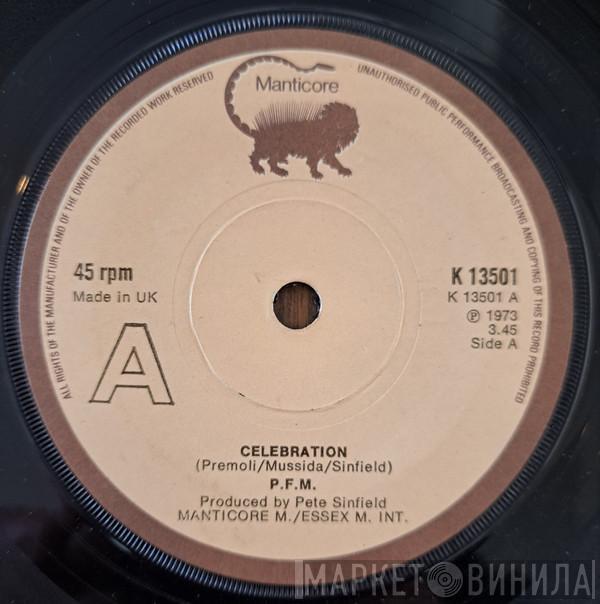 Manticore
ALL RIGHTS OF THE MANUFACTURER AND OF THE OWNER OF THE RECORDED WORK RESERVED
UNAUTHORISED PUBLIC PERFORMANCE BROADCASTING AND COPYING OF THIS RECORD PROHIBITED
45 rpm
Made in UK
A
K 13501
K 13501 A
Ⓟ 1973
3.45
Side A
CELEBRATION
(Premoli/Mussida/Sinfield)
P.F.M.
Produced by Pete Sinfield
MANTICORE M./ESSEX M. INT.
МАРКЕТ ВИНИЛА